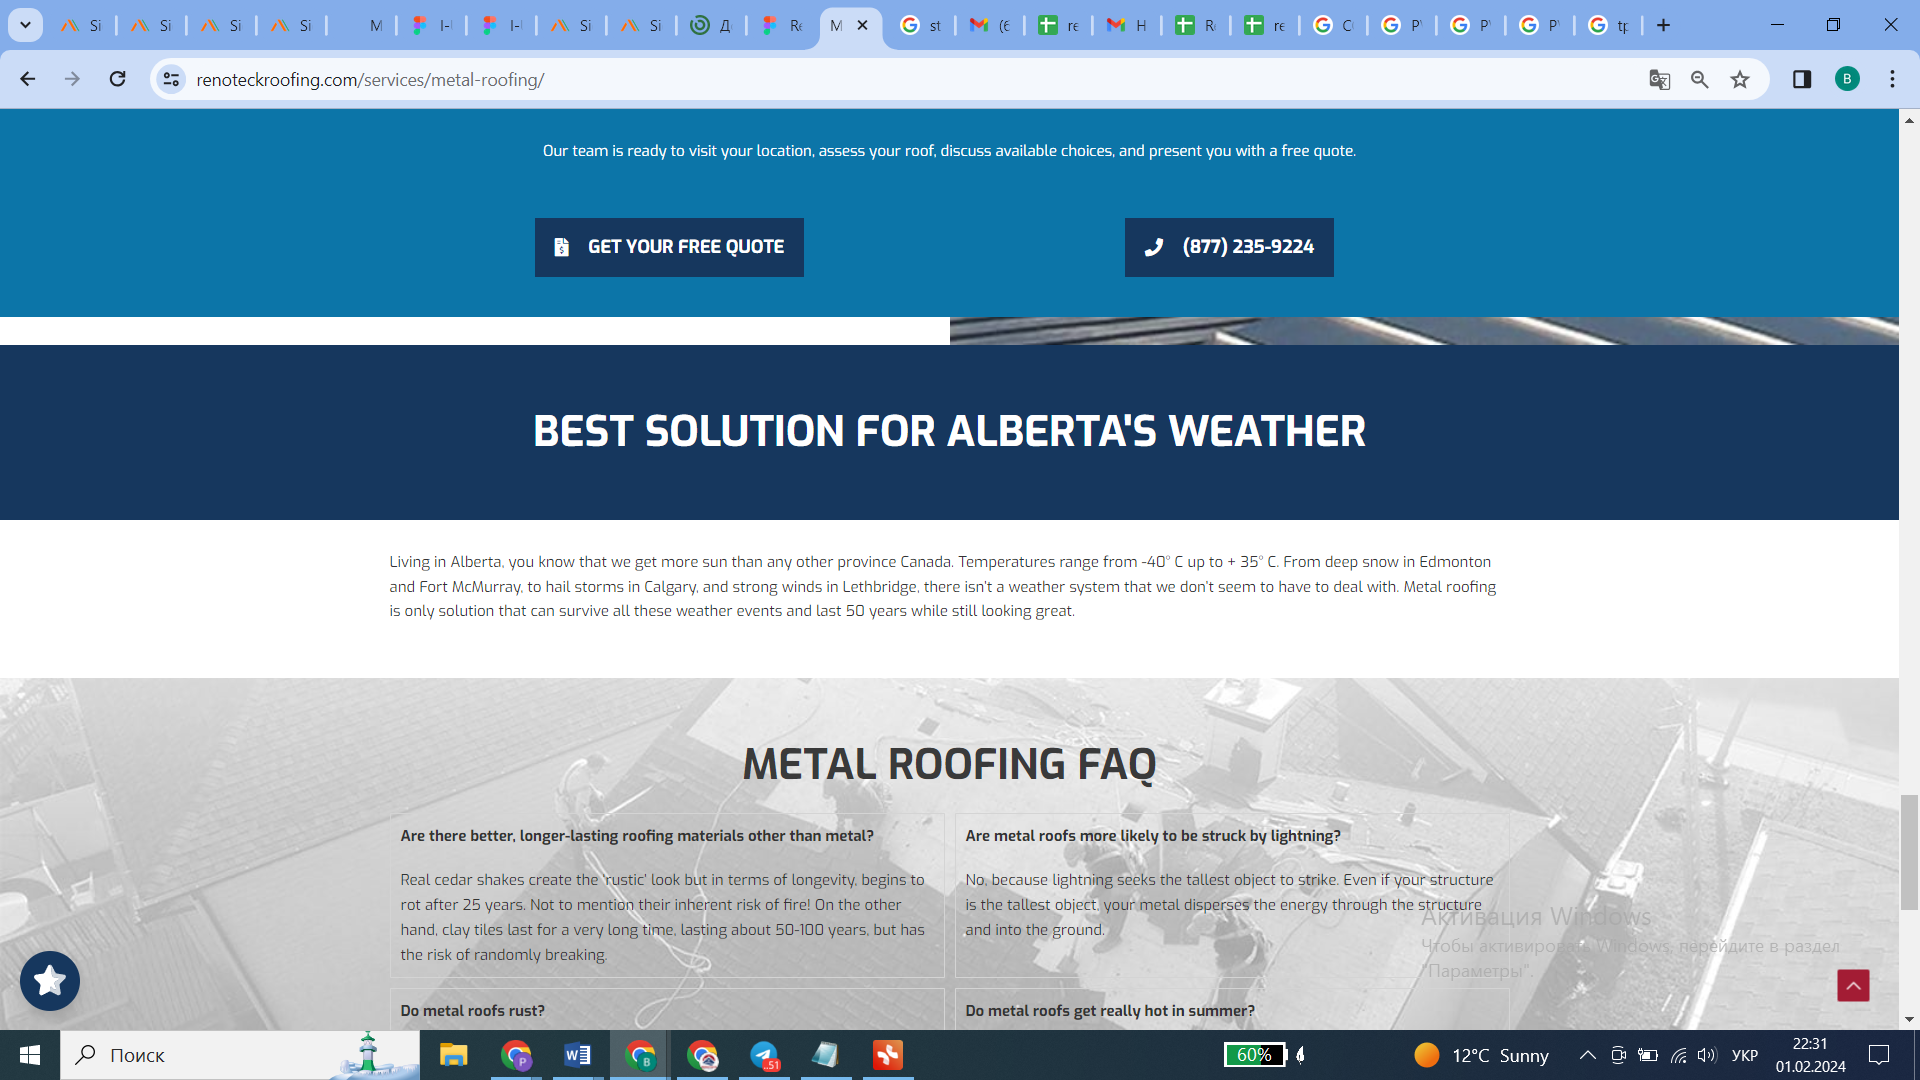 Si
Si
Si
Si
M
I-
I-
Si
Si
Re
M
st
(6
re
H
re
renoteckroofing.com/services/metal-roofing/
B
Our team is ready to visit your location, assess your roof, discuss available choices, and present you with a free quote.
GET YOUR FREE QUOTE
(877) 235-9224
BEST SOLUTION FOR ALBERTA'S WEATHER
Living in Alberta, you know that we get more sun than any other province Canada. Temperatures range from -40° C up to + 35° C. From deep snow in Edmonton
and Fort McMurray, to hail storms in Calgary, and strong winds in Lethbridge, there isn't a weather system that we don't seem to have to deal with. Metal roofing
is only solution that can survive all these weather events and last 50 years while still looking great.
METAL ROOFING FAQ
Are there better, longer-lasting roofing materials other than metal?
Real cedar shakes create the 'rustic' look but in terms of longevity, begins to
rot after 25 years. Not to mention their inherent risk of fire! On the other
hand, clay tiles last for a very long time, lasting about 50-100 years, but has
the risk of randomly breaking.
Are metal roofs more likely to be struck by lightning?
No, because lightning seeks the tallest object to strike. Even if your structure
is the tallest object, your metal disperses the energy through the structure
and into the ground.
Do metal roofs rust?
Do metal roofs get really hot in summer?
Активация Windows
Чтобы активировать Windows, перейдите в раздел
"Параметры".
Поиск
P
B
..51
60%
12°C Sunny
УКР
22:31
01.02.2024